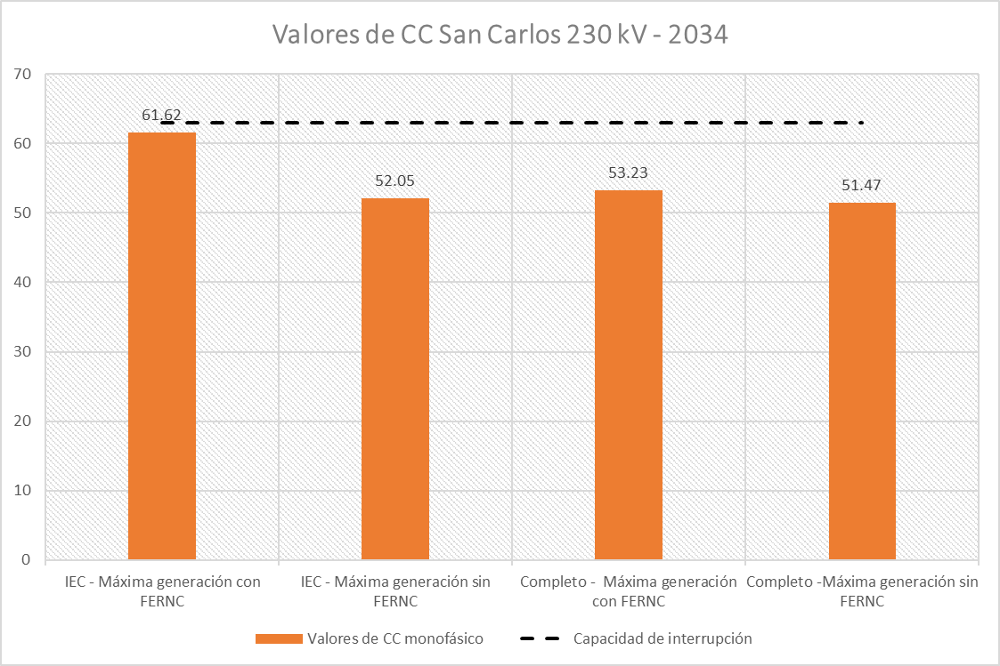 Valores de CC San Carlos 230 kV - 2034
70
60
50
40
30
20
10
0
61.62
52.05
53.23
51.47
IEC - Máxima generación con
FERNC
IEC - Máxima generación sin
FERNC
Completo -  Máxima generación
con FERNC
Completo -Máxima generación sin
FERNC
Valores de CC monofásico
Capacidad de interrupción